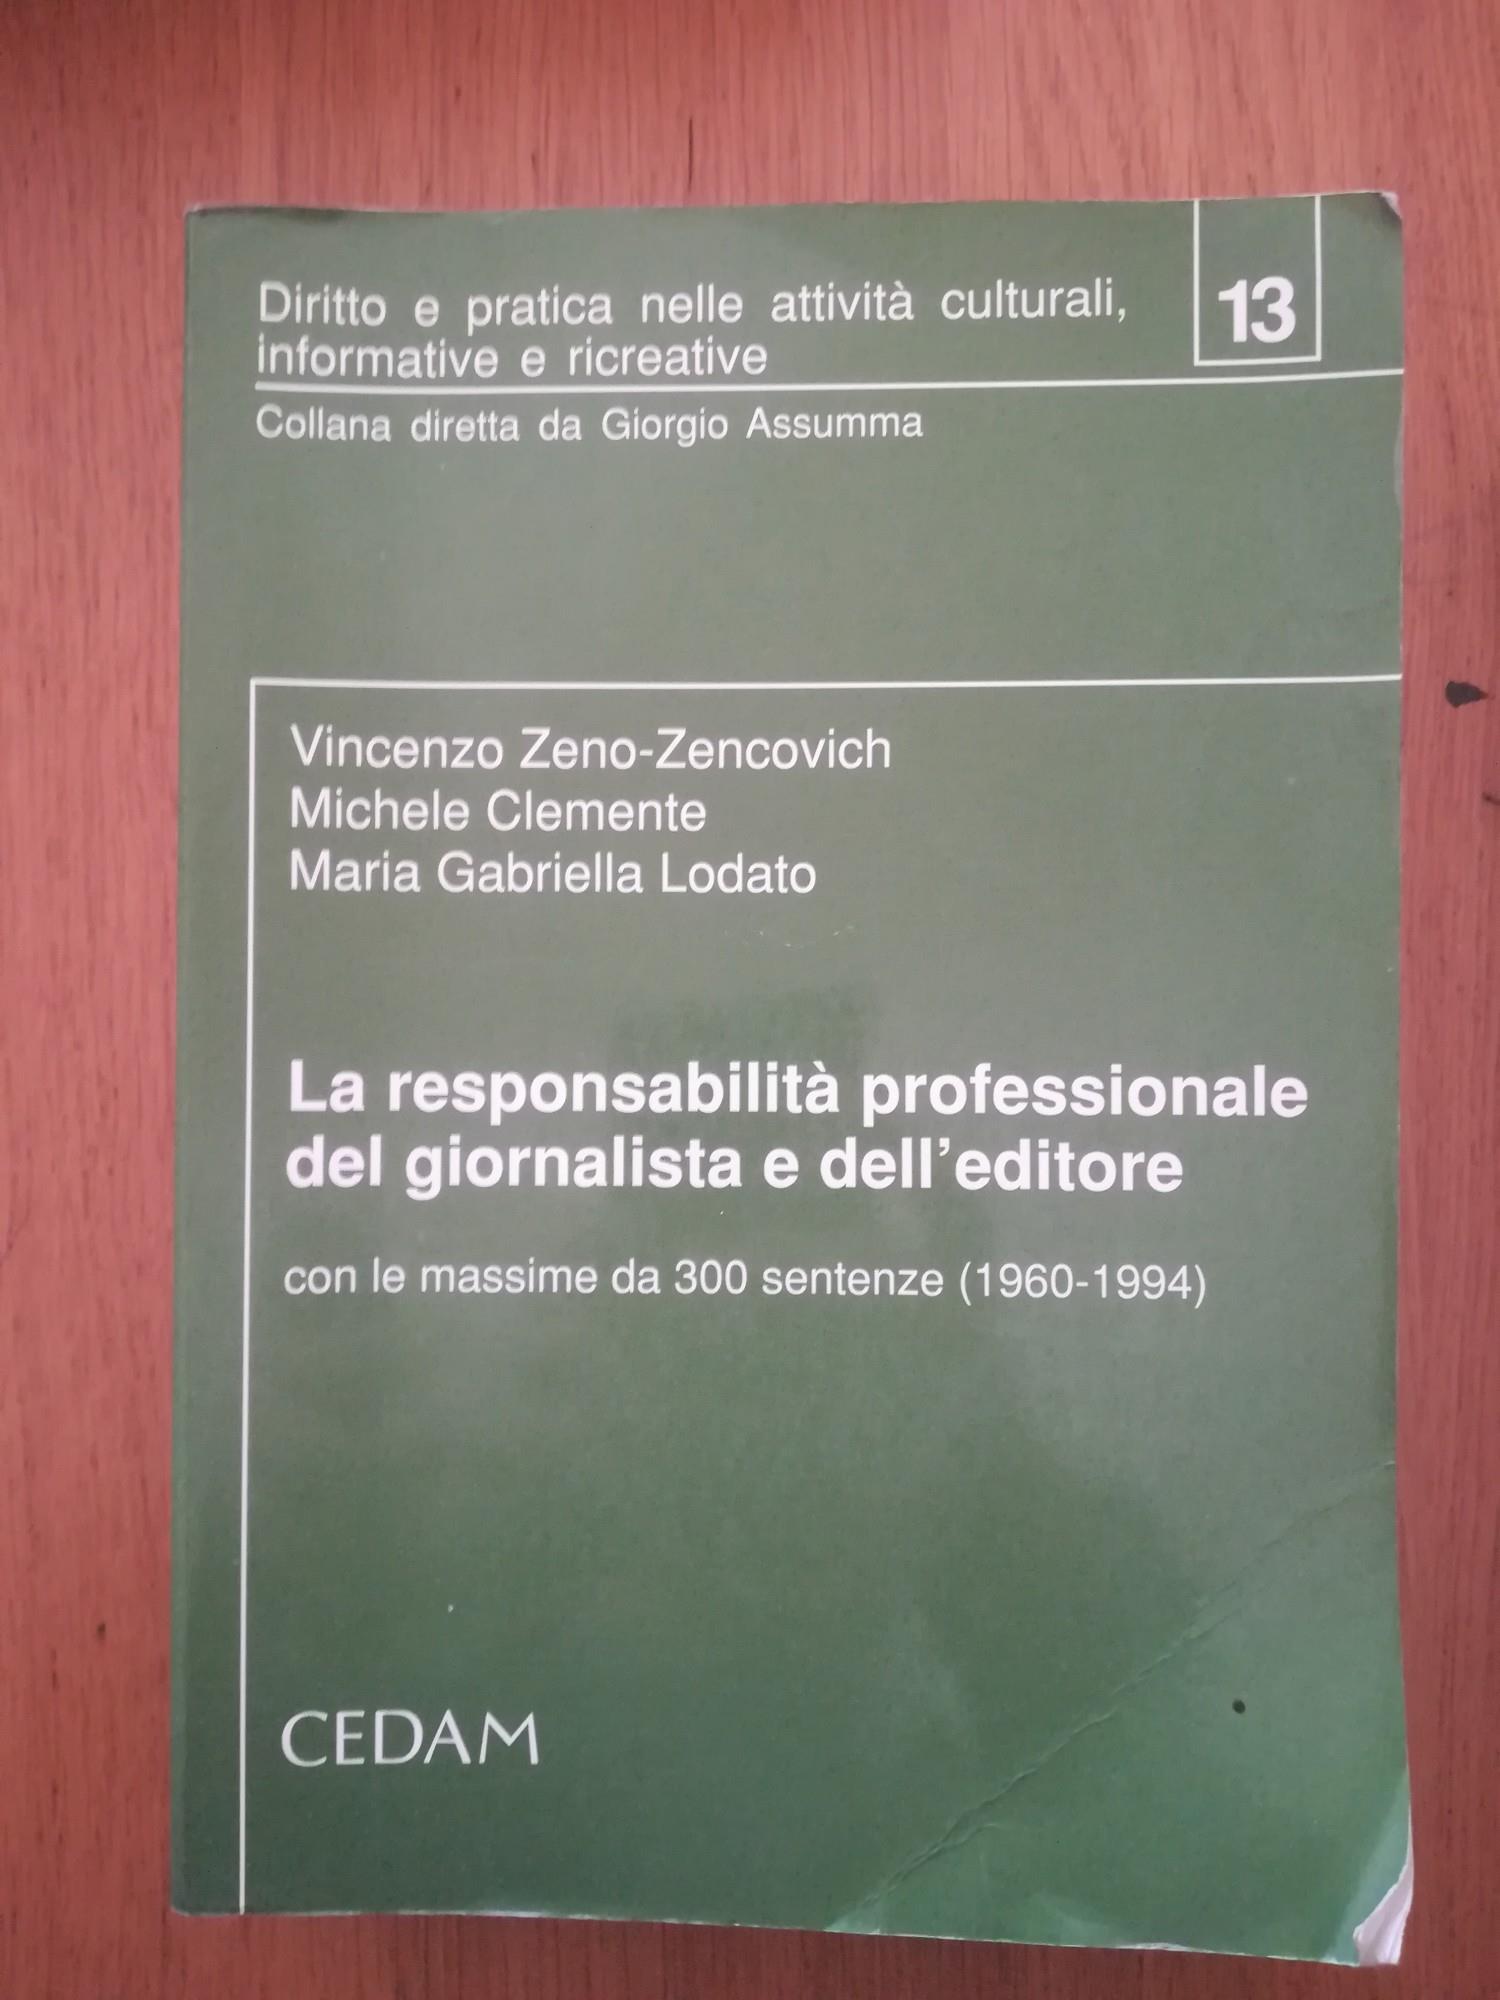 Diritto e pratica nelle attività culturali,
informative e ricreative
13
Collana diretta da Giorgio Assumma
Vincenzo Zeno-Zencovich
Michele Clemente
Maria Gabriella Lodato
La responsabilità professionale
del giornalista e dell'editore
con le massime da 300 sentenze (1960-1994)
CEDAM